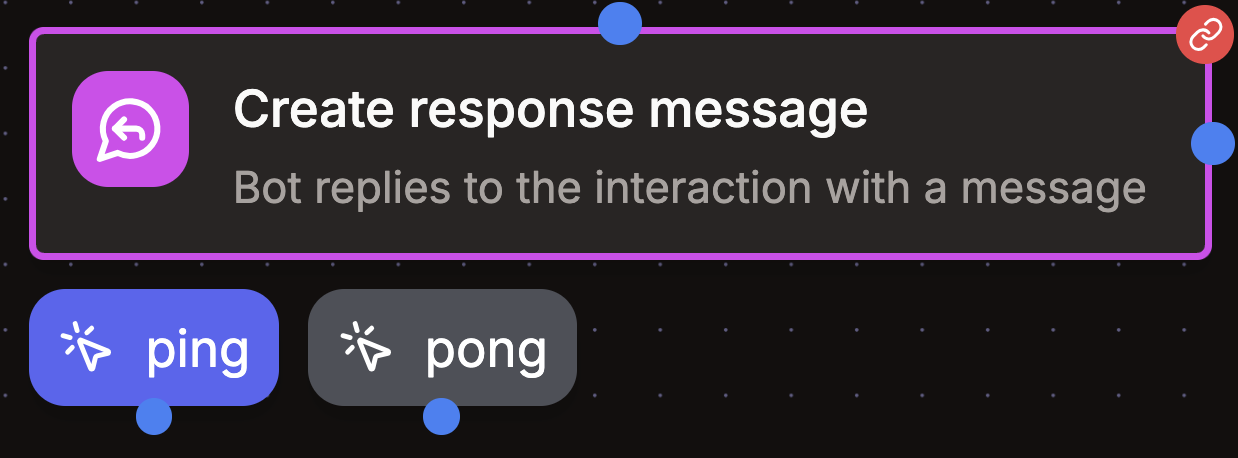 Create response message
Bot replies to the interaction with a message
ping
pong